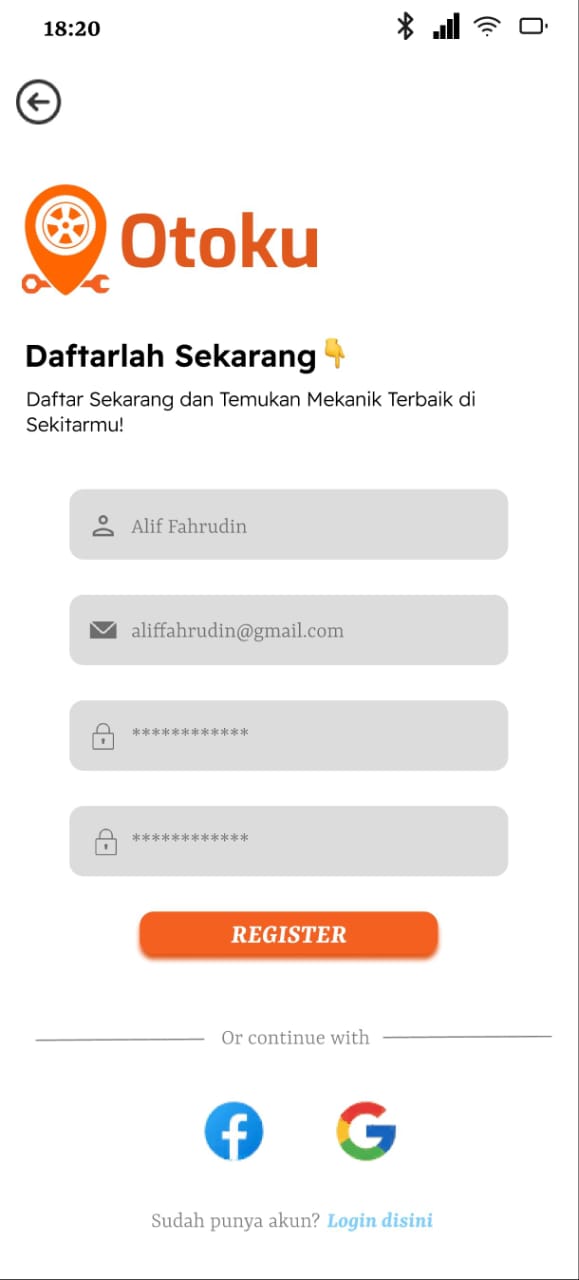 18:20
Otoku
Daftarlah Sekarang👇
Daftar Sekarang dan Temukan Mekanik Terbaik di
Sekitarmu!
Alif Fahrudin
aliffahrudin@gmail.com
************
************
REGISTER
Or continue with
Sudah punya akun? Login disini